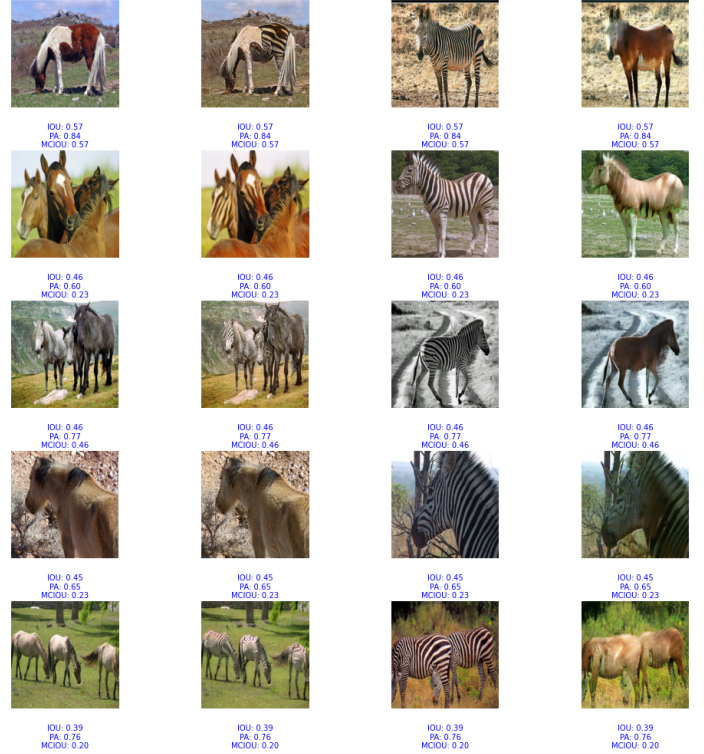 IOU: 0.57 IOU: 0.57 IOU: 0.57 IOU: 0.57
PA: 0.84 PA: 0.84 PA: 0.84 PA: 0.84
MCIOU: 0.57 MCIOU: 0.57 MCIOU: 0.57 MCIOU: 0.57
IOU: 0.46 IOU: 0.46 IOU: 0.46 IOU: 0.46
PA: 0.60 PA: 0.60 PA: 0.60 PA: 0.60
MCIOU: 0.23 MCIOU: 0.23 MCIOU: 0.23 MCIOU: 0.23
IOU: 0.46 IOU: 0.46 IOU: 0.46 IOU: 0.46
PA: 0.77 PA: 0.77 PA: 0.77 PA: 0.77
MCIOU: 0.46 MCIOU: 0.46 MCIOU: 0.46 MCIOU: 0.46
IOU: 0.45 IOU: 0.45 IOU: 0.45 IOU: 0.45
PA: 0.65 PA: 0.65 PA: 0.65 PA: 0.65
MCIOU: 0.23 MCIOU: 0.23 MCIOU: 0.23 MCIOU: 0.23
IOU: 0.39 IOU: 0.39 IOU: 0.39 IOU: 0.39
PA: 0.76 PA: 0.76 PA: 0.76 PA: 0.76
MCIOU: 0.20 MCIOU: 0.20 MCIOU: 0.20 MCIOU: 0.20